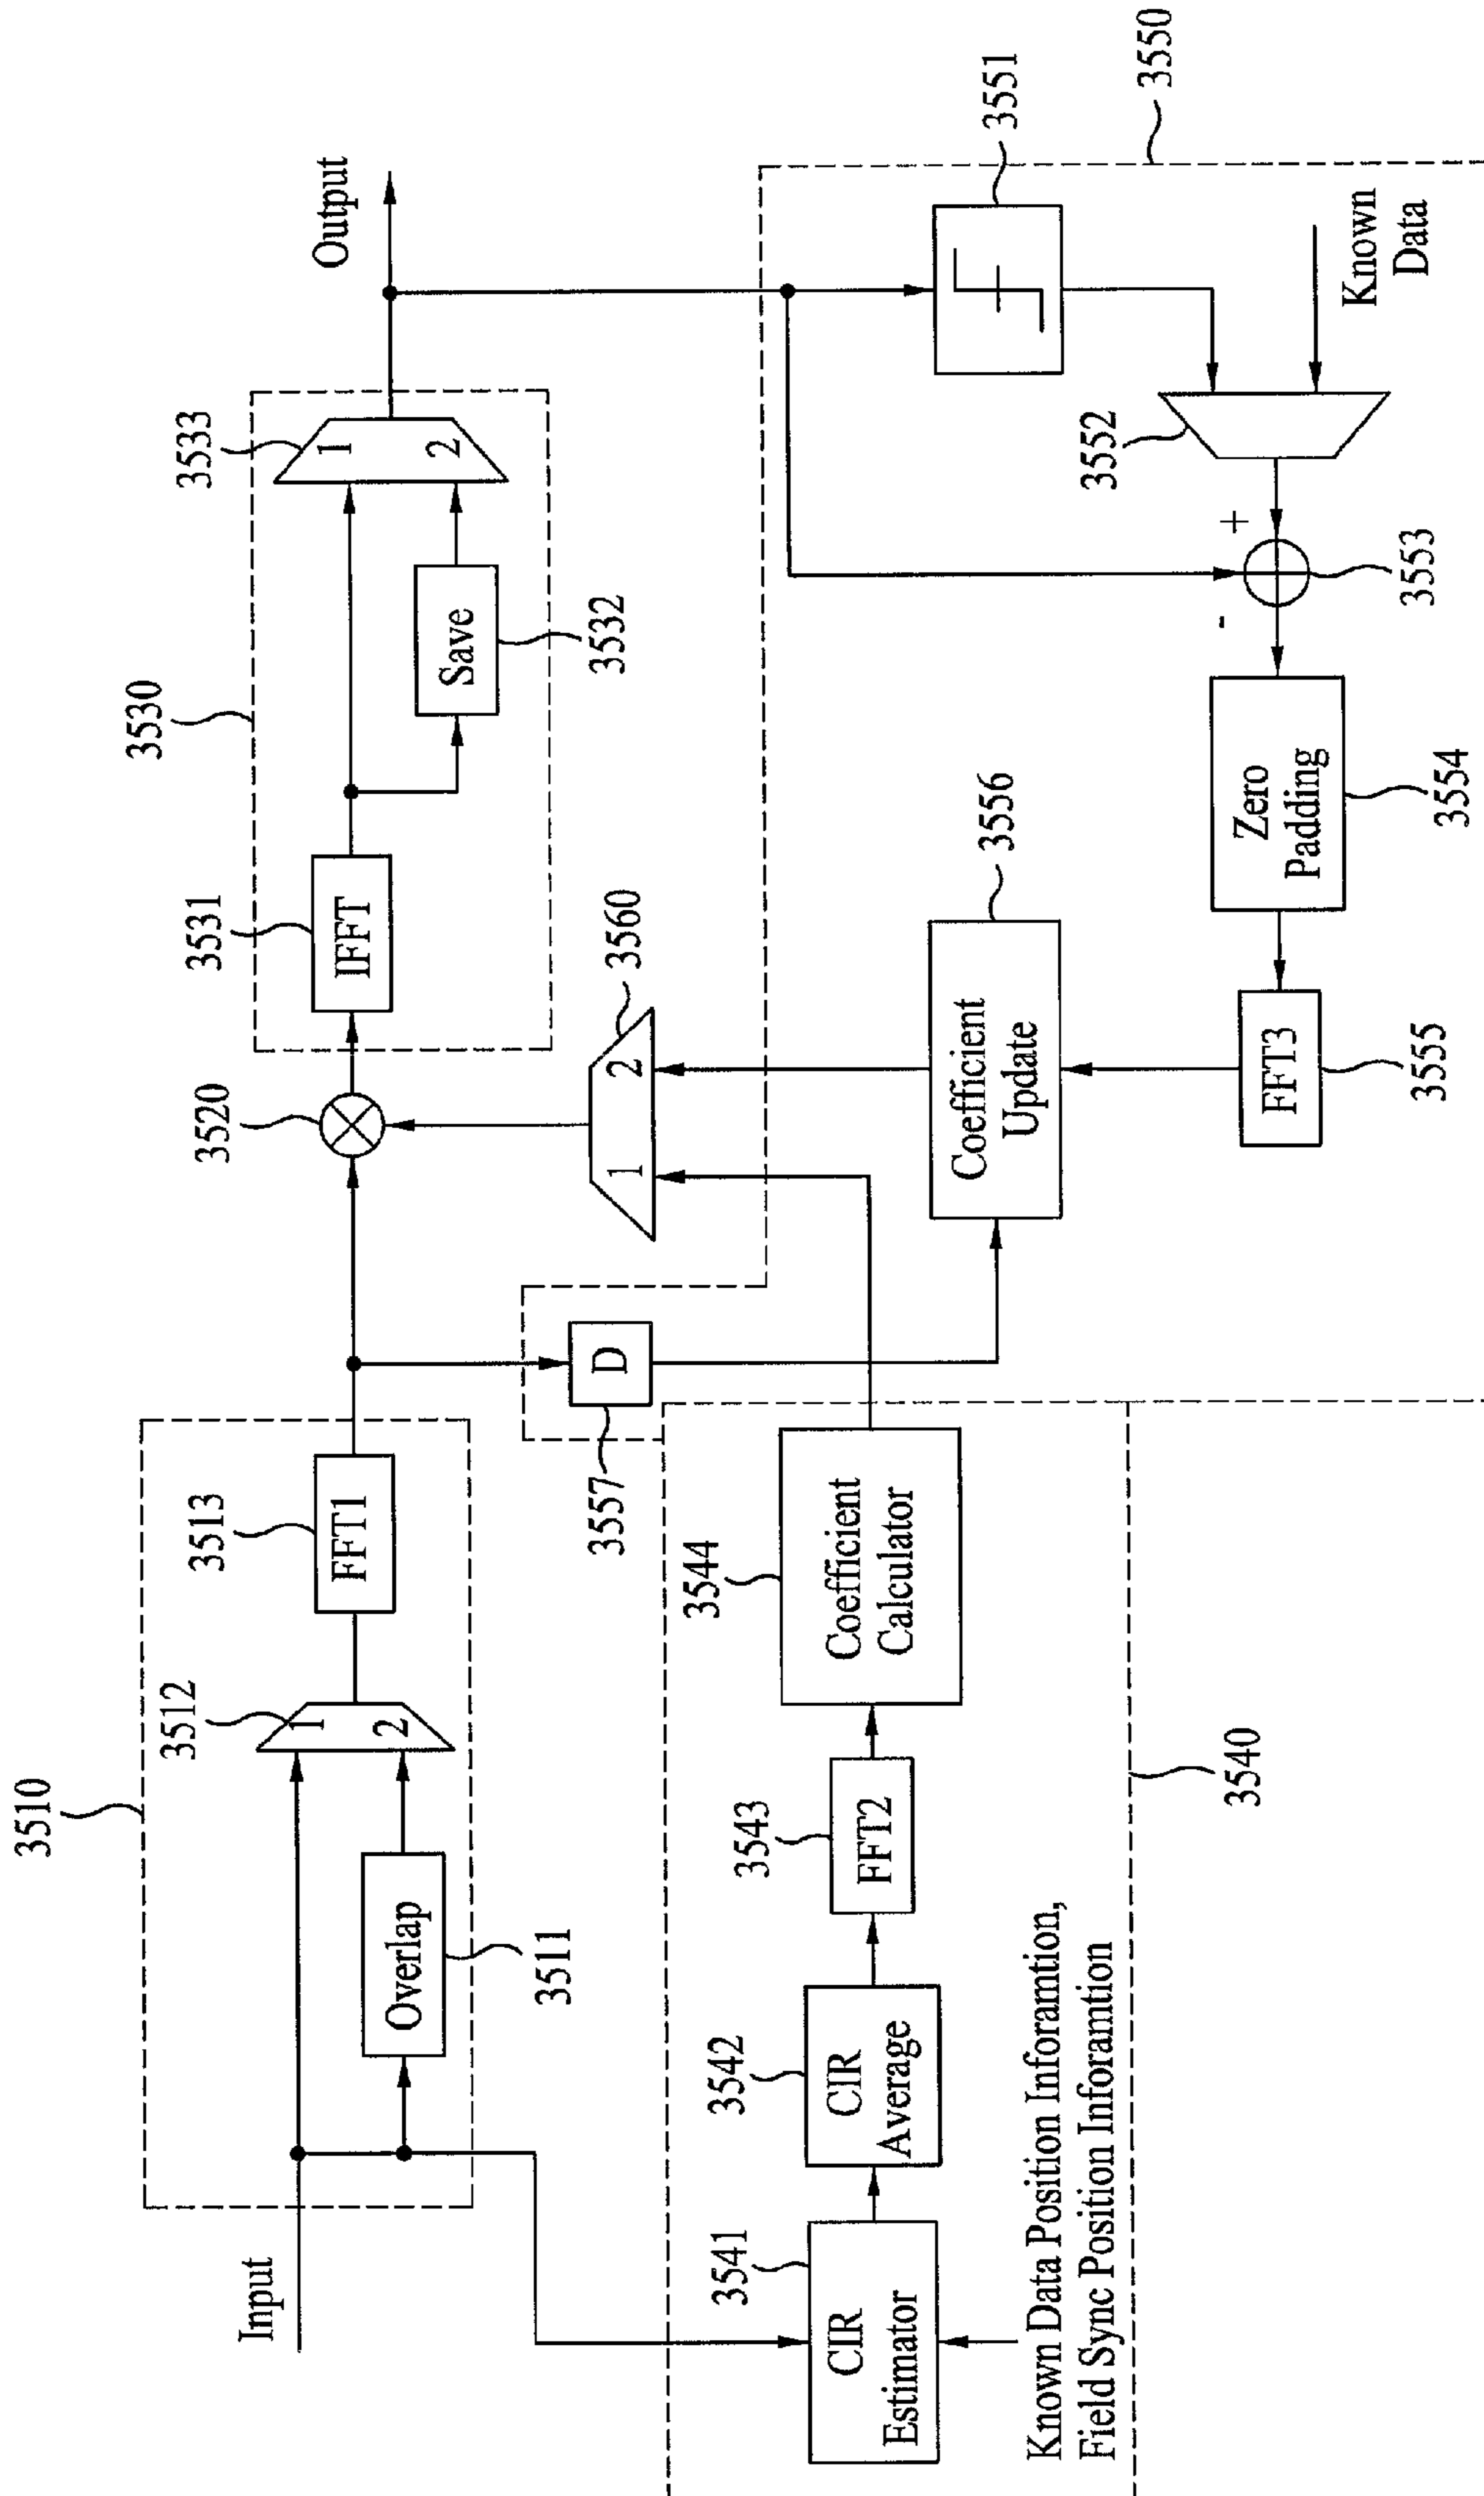 3510
3512
3513
Input
1
2
Overlap
3511
FFT1
3520
3530
3531
IFFT
Save
3532
3533
1
2
Output
3557
D
1
2
3560
3541
CIR
Estimator
3542
CIR
Average
3543
FFT2
3544
Coefficient
Calculator
Known Data Position Inforamtion,
Field Sync Position Inforamtion
3540
Coefficient
Update
3556
FFT3
3555
Zero
Padding
3554
+
-
3553
3552
3551
Known
Data
3550